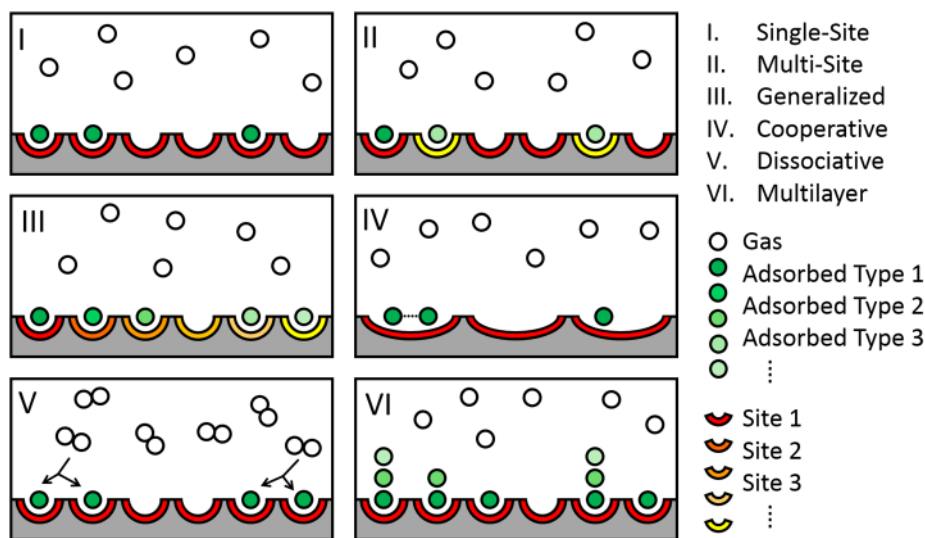 I
II
III
IV
V
VI
I. Single-Site
II. Multi-Site
III. Generalized
IV. Cooperative
V. Dissociative
VI. Multilayer
Gas
Adsorbed Type 1
Adsorbed Type 2
Adsorbed Type 3
⋮
Site 1
Site 2
Site 3
⋮